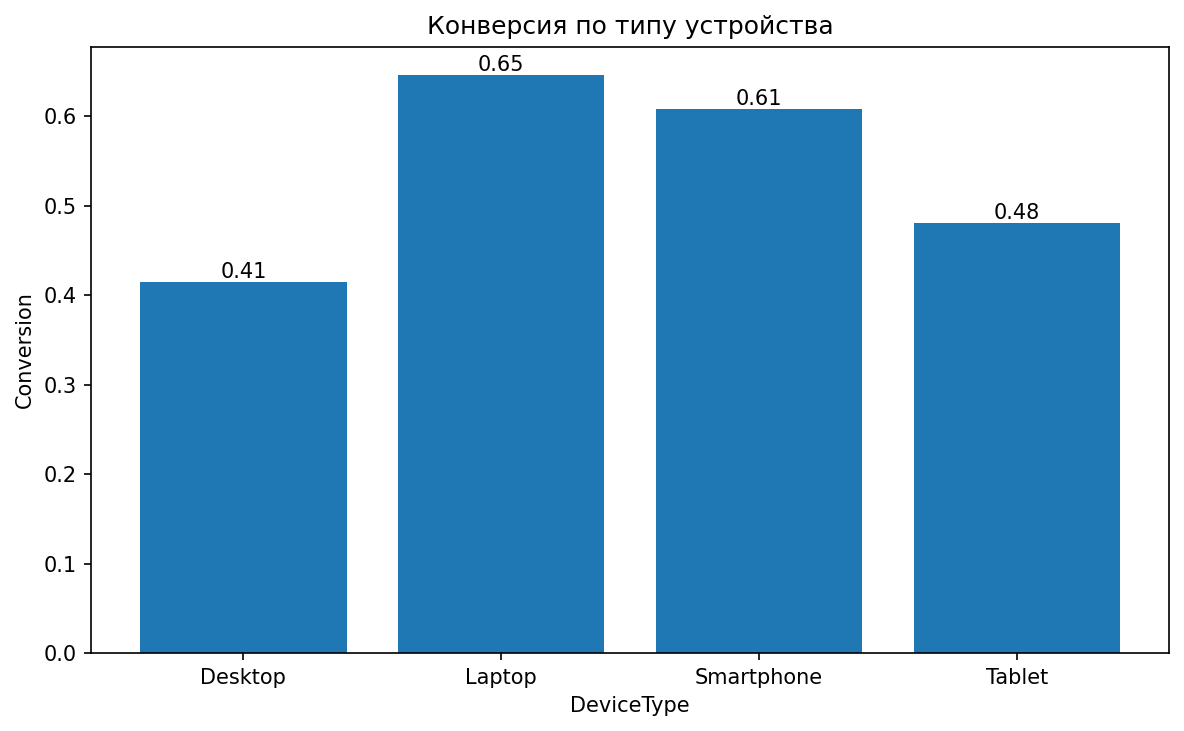 Конверсия по типу устройства
0.65
0.61
0.48
0.41
Conversion
0.6
0.5
0.4
0.3
0.2
0.1
0.0
Desktop
Laptop
Smartphone
Tablet
DeviceType